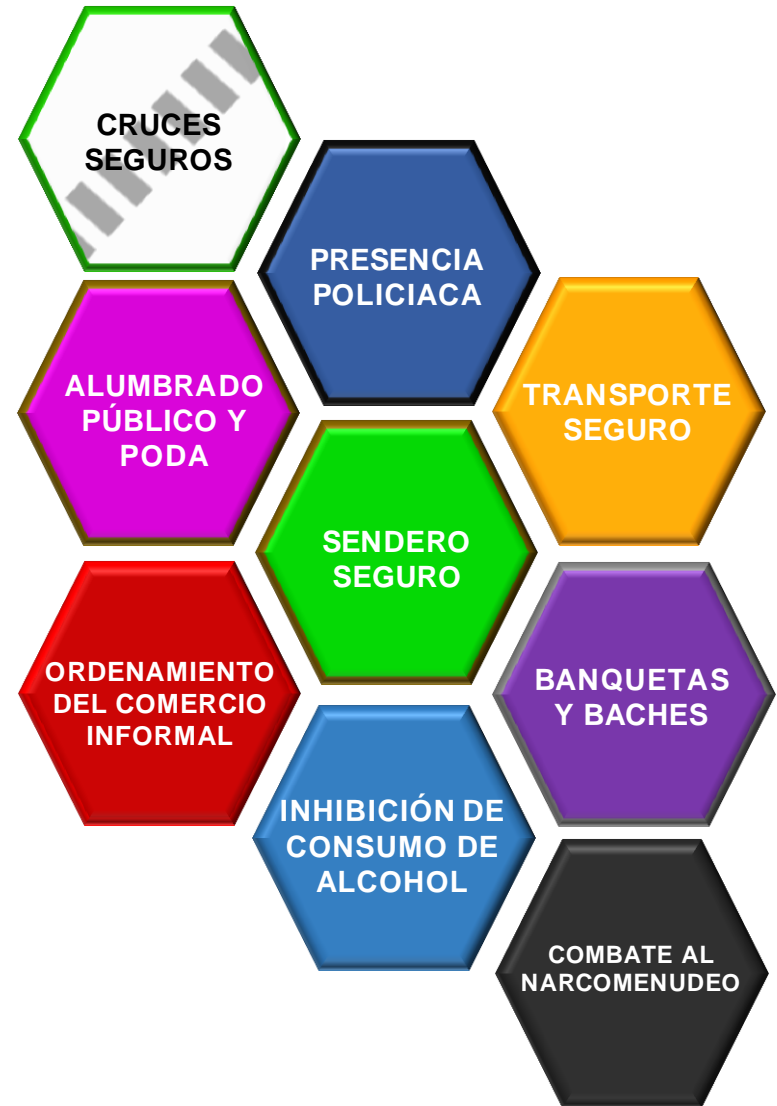 CRUCES
SEGUROS
PRESENCIA
POLICIACA
ALUMBRADO
PÚBLICO Y
PODA
TRANSPORTE
SEGURO
SENDERO
SEGURO
ORDENAMIENTO
DEL COMERCIO
INFORMAL
BANQUETAS
Y BACHES
INHIBICIÓN DE
CONSUMO DE
ALCOHOL
COMBATE AL
NARCOMENUDEO